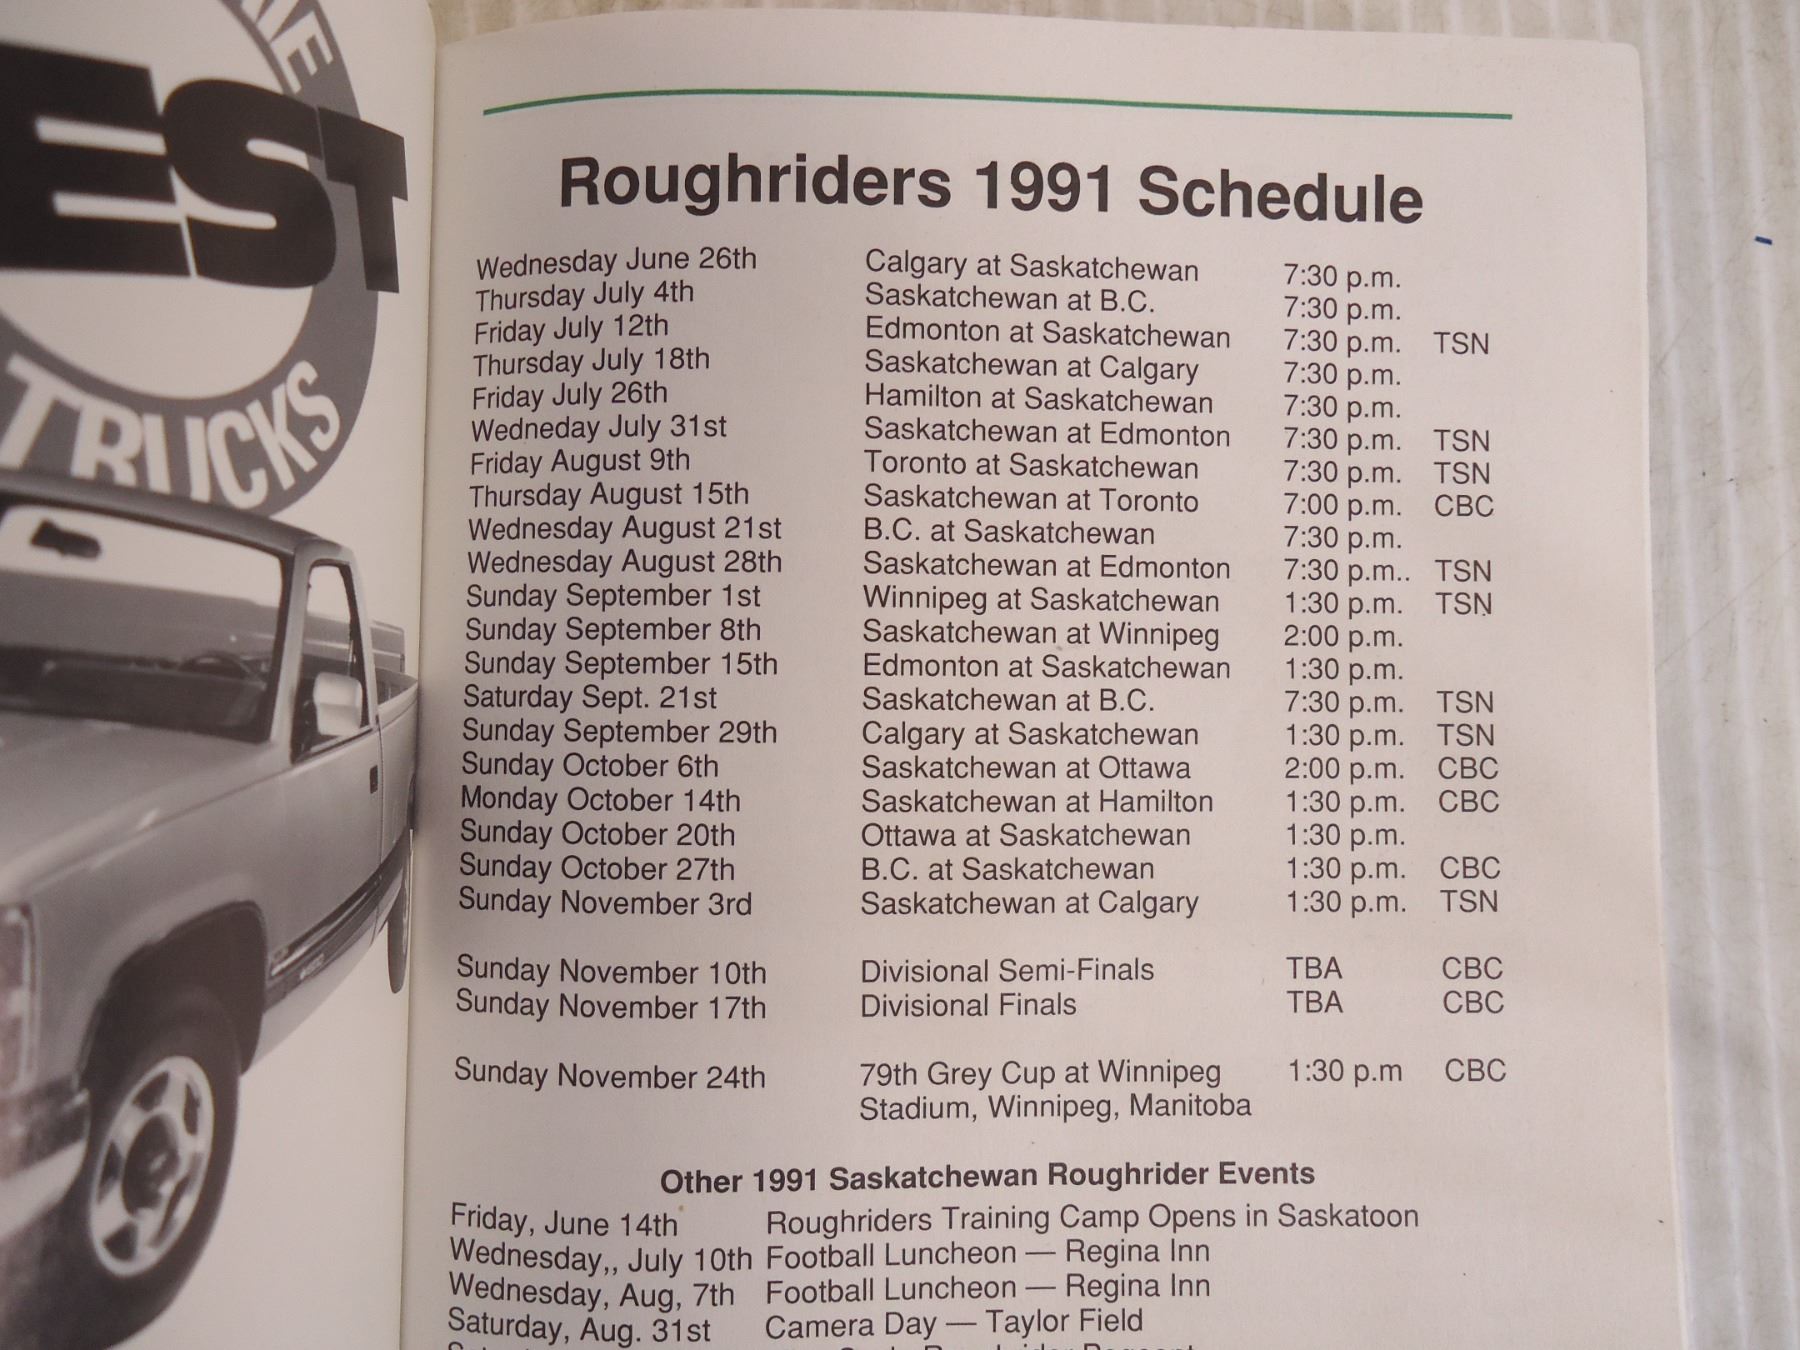 EST
TRUCKS
Roughriders 1991 Schedule
Wednesday June 26th Calgary at Saskatchewan 7:30 p.m.
Thursday July 4th Saskatchewan at B.C. 7:30 p.m.
Friday July 12th Edmonton at Saskatchewan 7:30 p.m. TSN
Thursday July 18th Saskatchewan at Calgary 7:30 p.m.
Friday July 26th Hamilton at Saskatchewan 7:30 p.m.
Wedneday July 31st Saskatchewan at Edmonton 7:30 p.m. TSN
Friday August 9th Toronto at Saskatchewan 7:30 p.m. TSN
Thursday August 15th Saskatchewan at Toronto 7:00 p.m. CBC
Wednesday August 21st B.C. at Saskatchewan 7:30 p.m.
Wednesday August 28th Saskatchewan at Edmonton 7:30 p.m.. TSN
Sunday September 1st Winnipeg at Saskatchewan 1:30 p.m. TSN
Sunday September 8th Saskatchewan at Winnipeg 2:00 p.m.
Sunday September 15th Edmonton at Saskatchewan 1:30 p.m.
Saturday Sept. 21st Saskatchewan at B.C. 7:30 p.m. TSN
Sunday September 29th Calgary at Saskatchewan 1:30 p.m. TSN
Sunday October 6th Saskatchewan at Ottawa 2:00 p.m. CBC
Monday October 14th Saskatchewan at Hamilton 1:30 p.m. CBC
Sunday October 20th Ottawa at Saskatchewan 1:30 p.m.
Sunday October 27th B.C. at Saskatchewan 1:30 p.m. CBC
Sunday November 3rd Saskatchewan at Calgary 1:30 p.m. TSN
Sunday November 10th Divisional Semi-Finals TBA CBC
Sunday November 17th Divisional Finals TBA CBC
Sunday November 24th 79th Grey Cup at Winnipeg 1:30 p.m CBC
Stadium, Winnipeg, Manitoba
Other 1991 Saskatchewan Roughrider Events
Friday, June 14th Roughriders Training Camp Opens in Saskatoon
Wednesday,, July 10th Football Luncheon — Regina Inn
Wednesday, Aug, 7th Football Luncheon — Regina Inn
Saturday, Aug. 31st Camera Day — Taylor Field